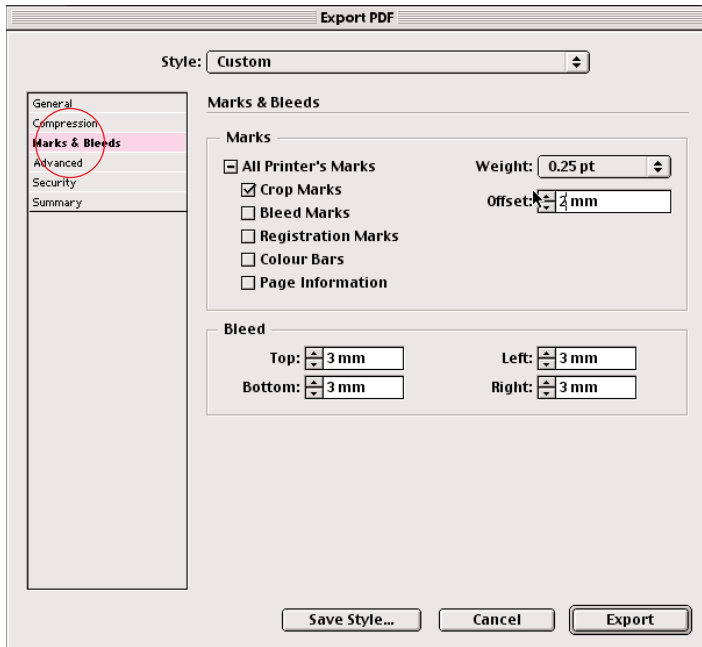 Export PDF
Style: Custom
General
Compression
Marks & Bleeds
Advanced
Security
Summary
Marks & Bleeds
Marks
All Printer's Marks
Weight: 0.25 pt
Crop Marks
Offset: 2 mm
Bleed Marks
Registration Marks
Colour Bars
Page Information
Bleed
Top: 3 mm
Left: 3 mm
Bottom: 3 mm
Right: 3 mm
Save Style...
Cancel
Export